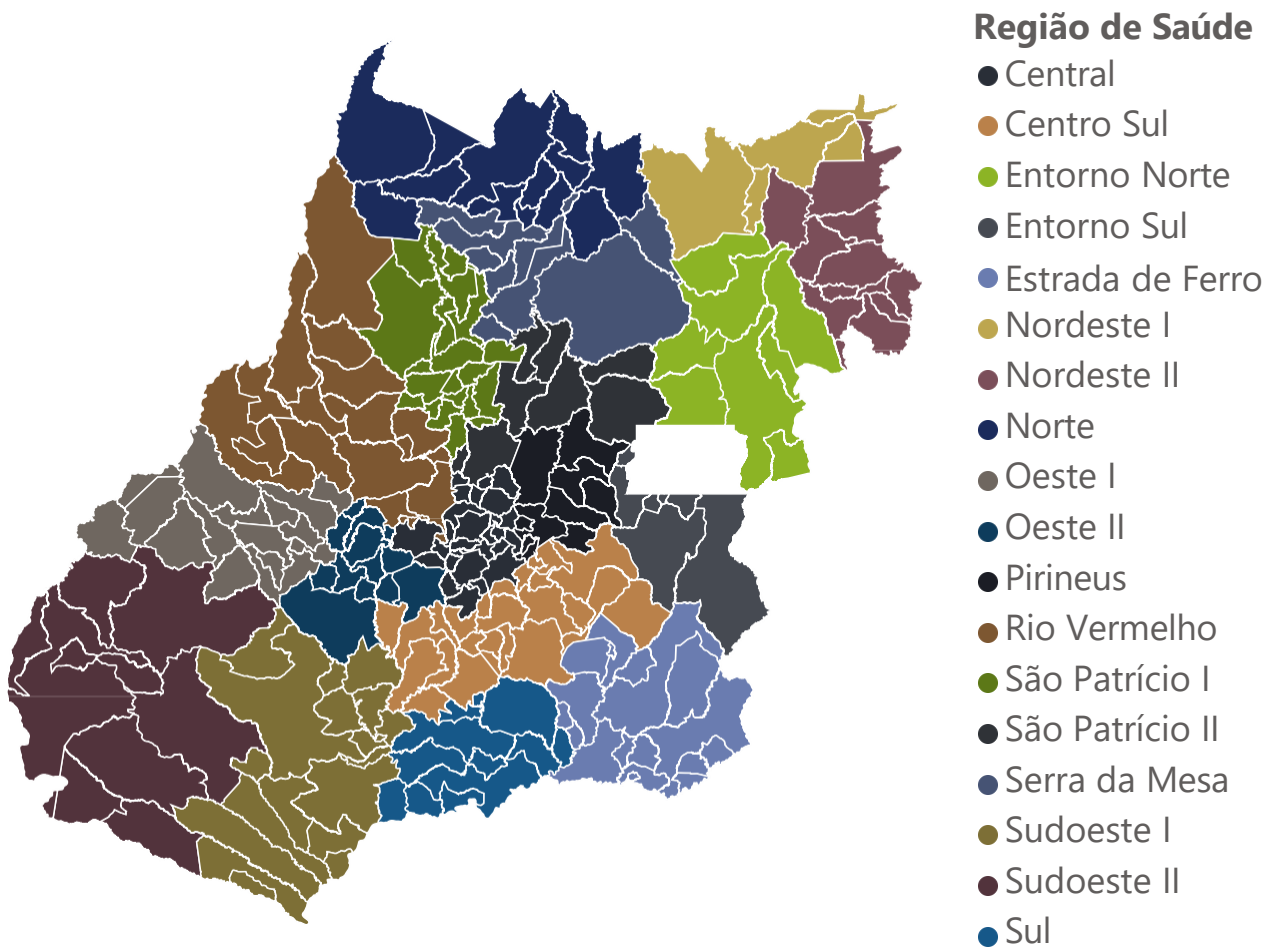 Região de Saúde
Central
Centro Sul
Entorno Norte
Entorno Sul
Estrada de Ferro
Nordeste I
Nordeste II
Norte
Oeste I
Oeste II
Pirineus
Rio Vermelho
São Patrício I
São Patrício II
Serra da Mesa
Sudoeste I
Sudoeste II
Sul